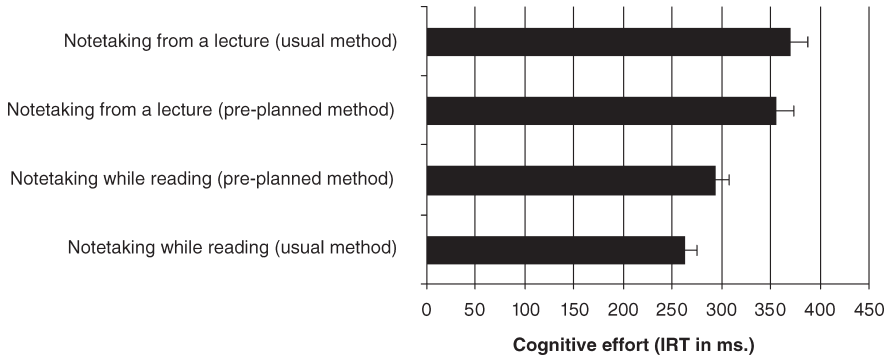 Notetaking from a lecture (usual method)
Notetaking from a lecture (pre-planned method)
Notetaking while reading (pre-planned method)
Notetaking while reading (usual method)
0 50 100 150 200 250 300 350 400 450
Cognitive effort (IRT in ms.)